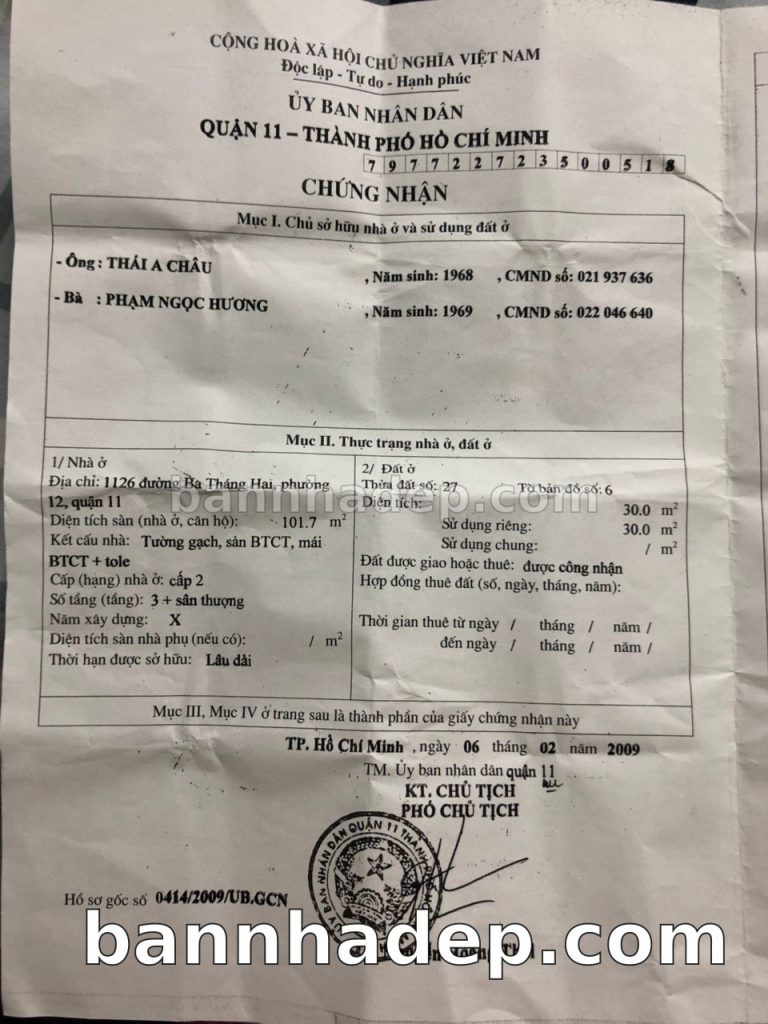 CỘNG HOÀ XÃ HỘI CHỦ NGHĨA VIỆT NAM
Độc lập - Tự do - Hạnh phúc
ỦY BAN NHÂN DÂN
QUẬN 11 – THÀNH PHỐ HỒ CHÍ MINH
7 9 7 7 2 2 7 2 3 5 0 0 5 1 8
CHỨNG NHẬN
Mục I. Chủ sở hữu nhà ở và sử dụng đất ở
- Ông : THÁI A CHÂU , Năm sinh: 1968 , CMND số: 021 937 636
- Bà : PHẠM NGỌC HƯƠNG , Năm sinh: 1969 , CMND số: 022 046 640
Mục II. Thực trạng nhà ở, đất ở
1/ Nhà ở
Địa chỉ: 1126 đường Ba Tháng Hai, phường
12, quận 11
Diện tích sàn (nhà ở, căn hộ): 101.7 m²
Kết cấu nhà: Tường gạch, sàn BTCT, mái
BTCT + tole
Cấp (hạng) nhà ở: cấp 2
Số tầng (tầng): 3 + sân thượng
Năm xây dựng: X
Diện tích sàn nhà phụ (nếu có): / m²
Thời hạn được sở hữu: Lâu dài
2/ Đất ở
Thửa đất số: 27 Tờ bản đồ số: 6
Diện tích: 30.0 m²
Sử dụng riêng: 30.0 m²
Sử dụng chung: / m²
Đất được giao hoặc thuê: được công nhận
Hợp đồng thuê đất (số, ngày, tháng, năm):
Thời gian thuê từ ngày / tháng / năm /
đến ngày / tháng / năm /
bannhadep.com
Mục III, Mục IV ở trang sau là thành phần của giấy chứng nhận này
TP. Hồ Chí Minh , ngày 06 tháng 02 năm 2009
TM. Ủy ban nhân dân quận 11
KT. CHỦ TỊCH
PHÓ CHỦ TỊCH
ỦY BAN NHÂN DÂN QUẬN 11 THÀNH PHỐ
Hồ sơ gốc số 0414/2009/UB.GCN
bannhadep.com